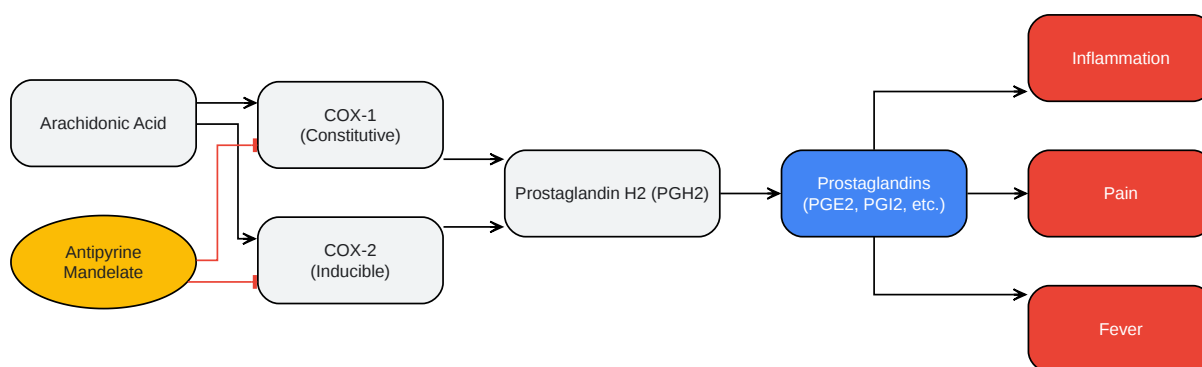 Arachidonic Acid
Antipyrine
Mandelate
COX-1
(Constitutive)
COX-2
(Inducible)
Prostaglandin H2 (PGH2)
Prostaglandins
(PGE2, PGI2, etc.)
Inflammation
Pain
Fever